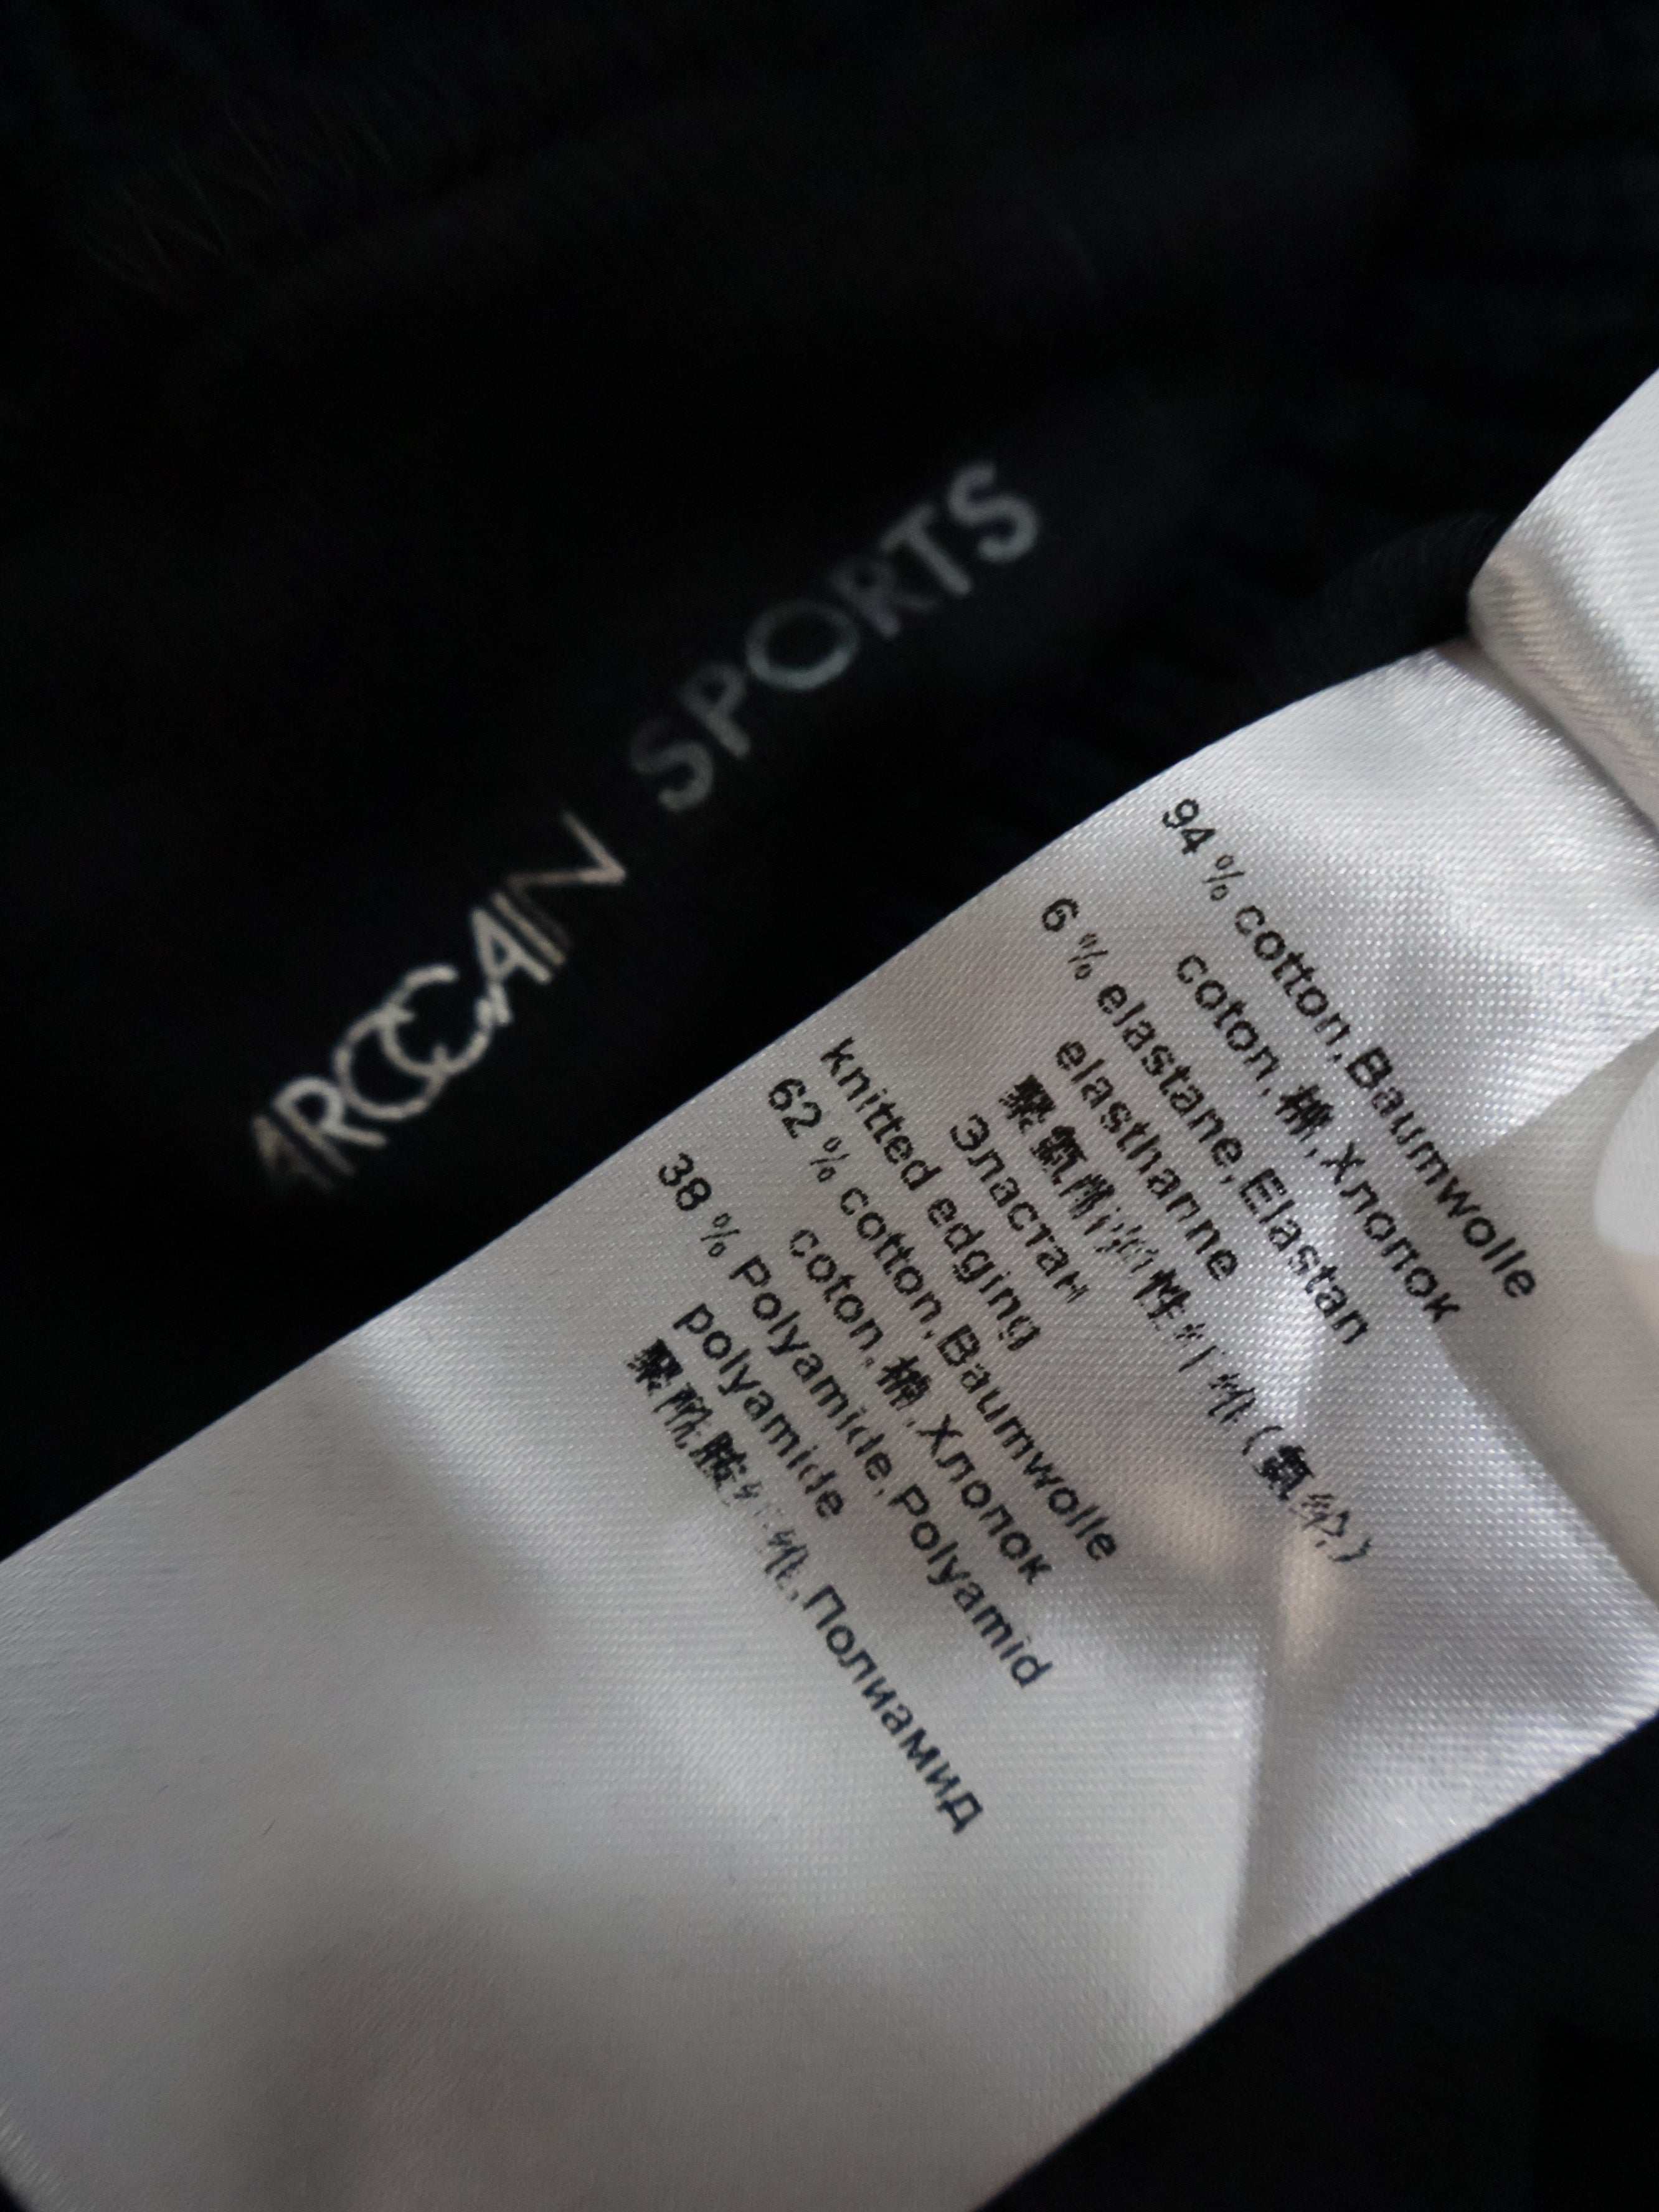 ARCCAIN SPORTS
94 % cotton,Baumwolle
coton,棉,Хлопок
6 % elastane,Elastan
elasthanne
Эластан
knitted edging
62 % cotton,Baumwolle
coton,棉,Хлопок
38 % Polyamide,Polyamid
polyamide
Полиамид